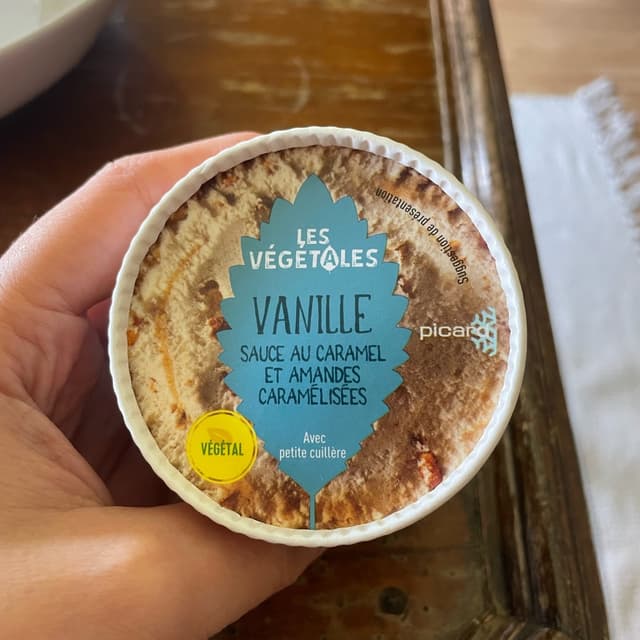 LES
VÉGÉTALES
VANILLE
SAUCE AU CARAMEL
ET AMANDES
CARAMÉLISÉES
Avec
petite cuillère
VÉGÉTAL
picard
Suggestion de présentation